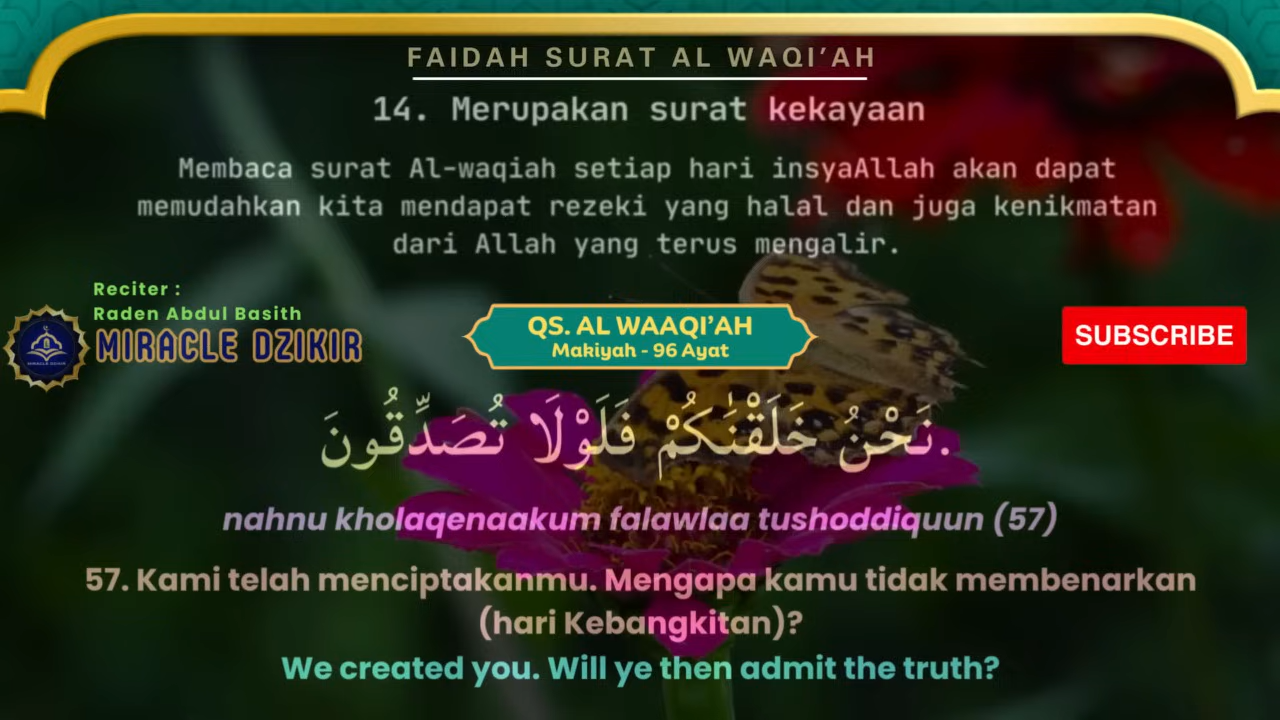 FAIDAH SURAT AL WAQI'AH
14. Merupakan surat kekayaan
Membaca surat Al-waqiah setiap hari insyaAllah akan dapat
memudahkan kita mendapat rezeki yang halal dan juga kenikmatan
dari Allah yang terus mengalir.
Reciter :
Raden Abdul Basith
MIRACLE DZIKIR
QS. AL WAAQI'AH
Makiyah - 96 Ayat
SUBSCRIBE
نَحْنُ خَلَقْنَٰكُمْ فَلَوْلَا تُصَدِّقُونَ.
nahnu kholaqenaakum falawlaa tushoddiquun (57)
57. Kami telah menciptakanmu. Mengapa kamu tidak membenarkan
(hari Kebangkitan)?
We created you. Will ye then admit the truth?